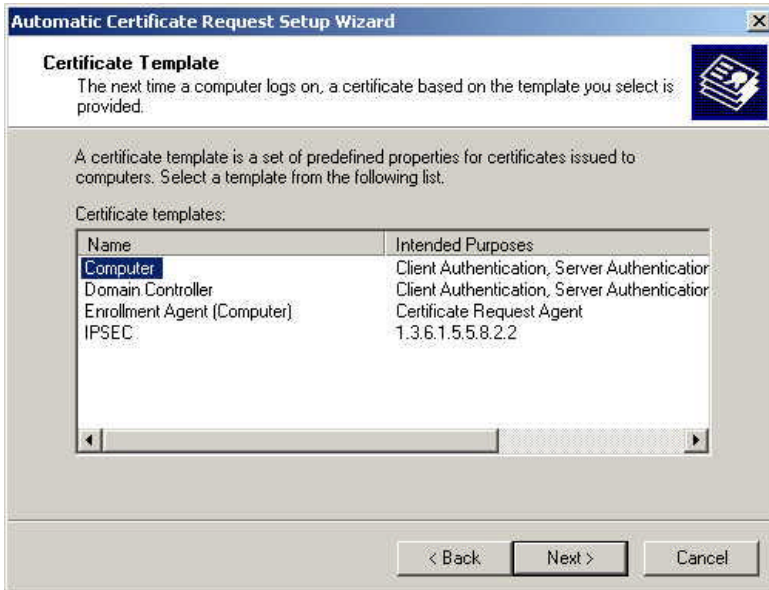 Automatic Certificate Request Setup Wizard
Certificate Template
The next time a computer logs on, a certificate based on the template you select is
provided.
A certificate template is a set of predefined properties for certificates issued to
computers. Select a template from the following list.
Certificate templates:
Name Intended Purposes
Computer Client Authentication, Server Authentication
Domain Controller Client Authentication, Server Authentication
Enrollment Agent (Computer) Certificate Request Agent
IPSEC 1.3.6.1.5.5.8.2.2
< Back Next > Cancel